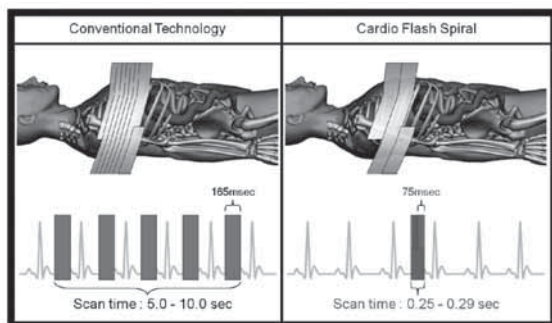 Conventional Technology
Cardio Flash Spiral
165msec
75msec
Scan time : 5.0 - 10.0 sec
Scan time : 0.25 - 0.29 sec